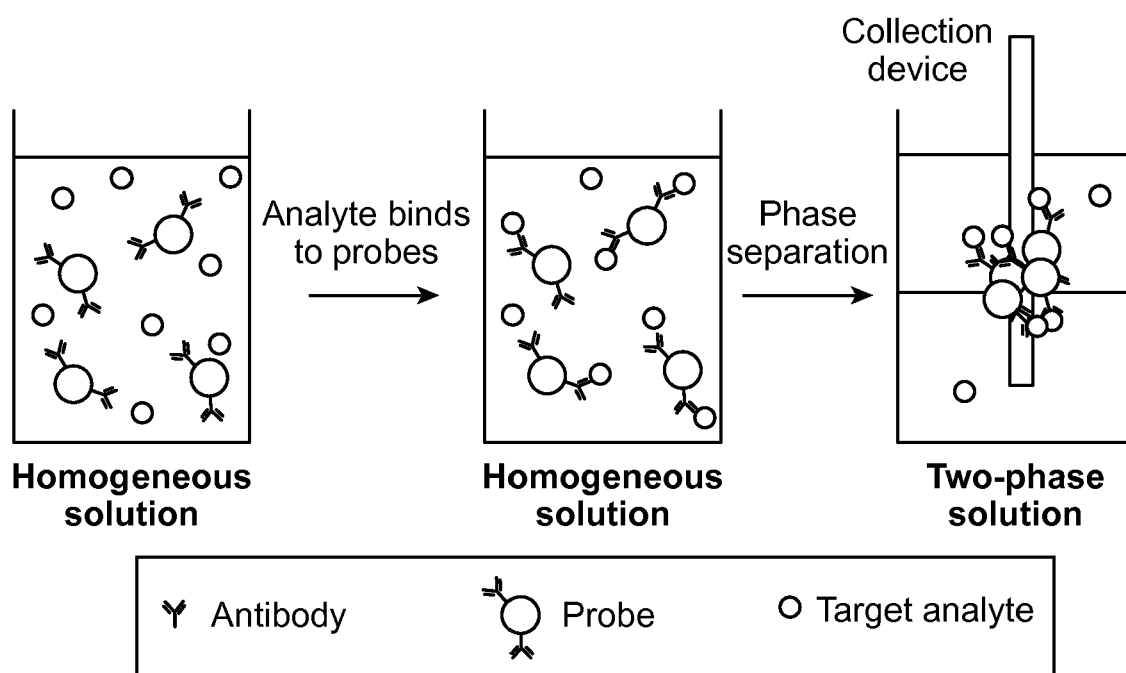 Collection
device
Analyte binds
to probes
Phase
separation
Homogeneous
solution
Homogeneous
solution
Two-phase
solution
Antibody
Probe
Target analyte